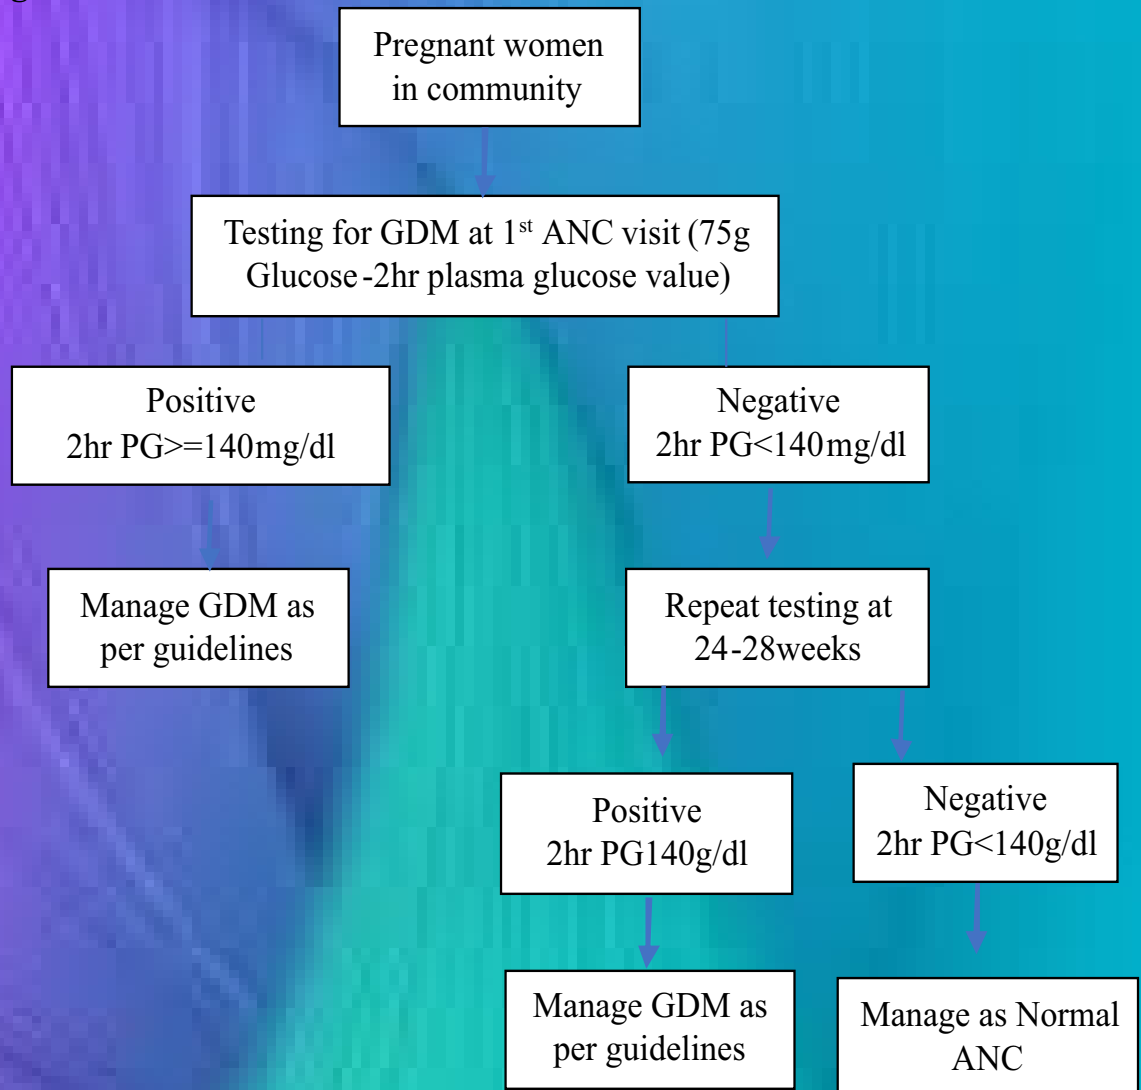 Pregnant women
in community
Testing for GDM at 1st ANC visit (75g
Glucose-2hr plasma glucose value)
Positive
2hr PG>=140mg/dl
Negative
2hr PG<140mg/dl
Manage GDM as
per guidelines
Repeat testing at
24-28weeks
Positive
2hr PG140g/dl
Negative
2hr PG<140g/dl
Manage GDM as
per guidelines
Manage as Normal
ANC